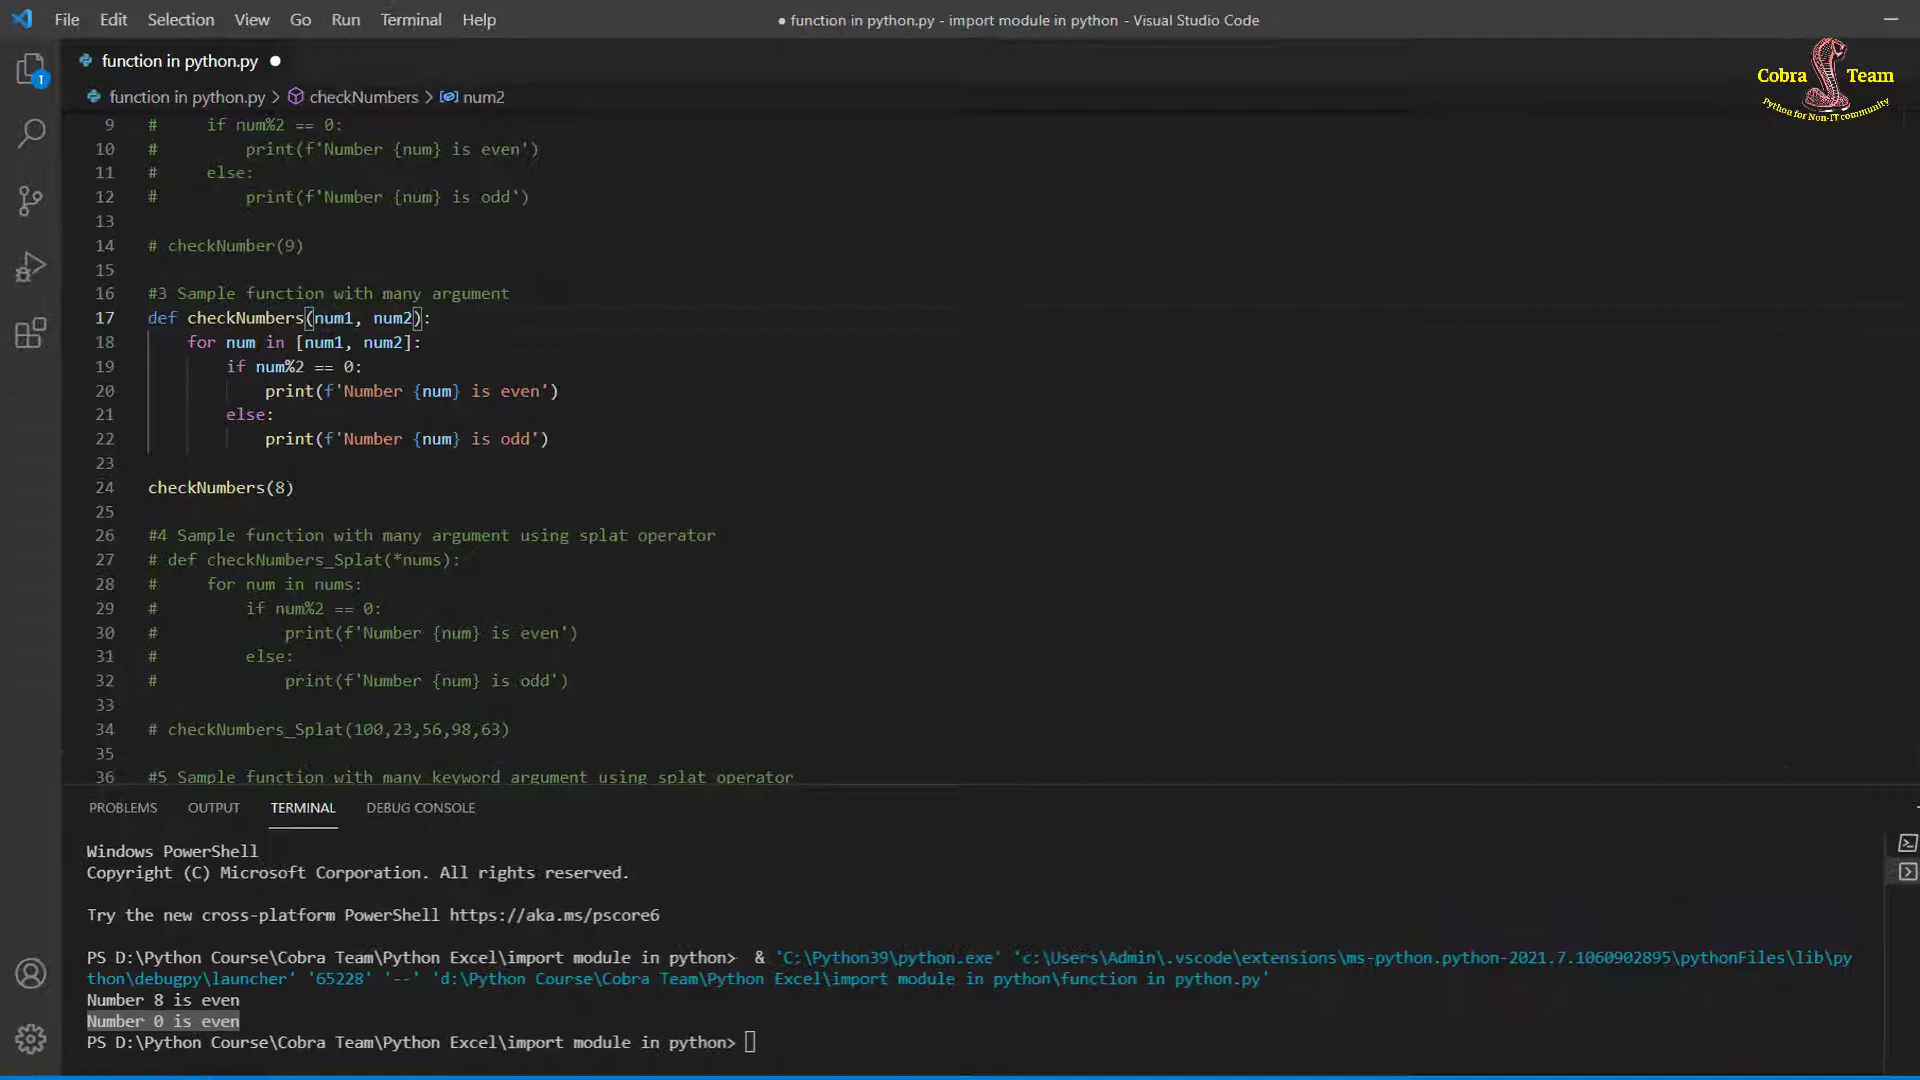 File Edit Selection View Go Run Terminal Help
● function in python.py - import module in python - Visual Studio Code
function in python.py
Cobra Team
Python for Non-IT community
function in python.py > checkNumbers > num2
1
9 #     if num%2 == 0:
10 #         print(f'Number {num} is even')
11 #     else:
12 #         print(f'Number {num} is odd')
13
14 # checkNumber(9)
15
16 #3 Sample function with many argument
17 def checkNumbers(num1, num2):
18     for num in [num1, num2]:
19         if num%2 == 0:
20             print(f'Number {num} is even')
21         else:
22             print(f'Number {num} is odd')
23
24 checkNumbers(8)
25
26 #4 Sample function with many argument using splat operator
27 # def checkNumbers_Splat(*nums):
28 #     for num in nums:
29 #         if num%2 == 0:
30 #             print(f'Number {num} is even')
31 #         else:
32 #             print(f'Number {num} is odd')
33
34 # checkNumbers_Splat(100,23,56,98,63)
35
36 #5 Sample function with many keyword argument using splat operator
PROBLEMS OUTPUT TERMINAL DEBUG CONSOLE
Windows PowerShell
Copyright (C) Microsoft Corporation. All rights reserved.
Try the new cross-platform PowerShell https://aka.ms/pscore6
PS D:\Python Course\Cobra Team\Python Excel\import module in python>  & 'C:\Python39\python.exe' 'c:\Users\Admin\.vscode\extensions\ms-python.python-2021.7.1060902895\pythonFiles\lib\py
thon\debugpy\launcher' '65228' '--' 'd:\Python Course\Cobra Team\Python Excel\import module in python\function in python.py'
Number 8 is even
Number 0 is even
PS D:\Python Course\Cobra Team\Python Excel\import module in python>